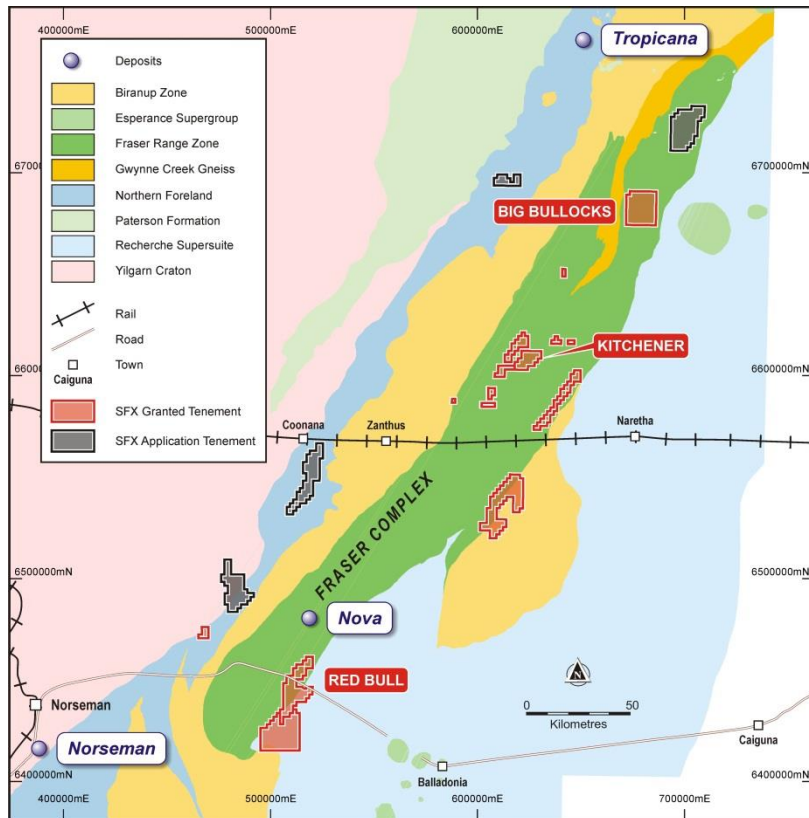 400000mE
500000mE
600000mE
Tropicana
Deposits
Biranup Zone
Esperance Supergroup
Fraser Range Zone
Gwynne Creek Gneiss
Northern Foreland
Paterson Formation
Recherche Supersuite
Yilgarn Craton
Rail
Road
Town
Caiguna
SFX Granted Tenement
SFX Application Tenement
6700000mN
6700000mN
BIG BULLOCKS
KITCHENER
6600000mN
6600000mN
Coonana
Zanthus
Naretha
FRASER COMPLEX
6500000mN
6500000mN
Nova
RED BULL
N
0
50
Kilometres
Norseman
Norseman
Caiguna
Balladonia
6400000mN
6400000mN
400000mE
500000mE
600000mE
700000mE